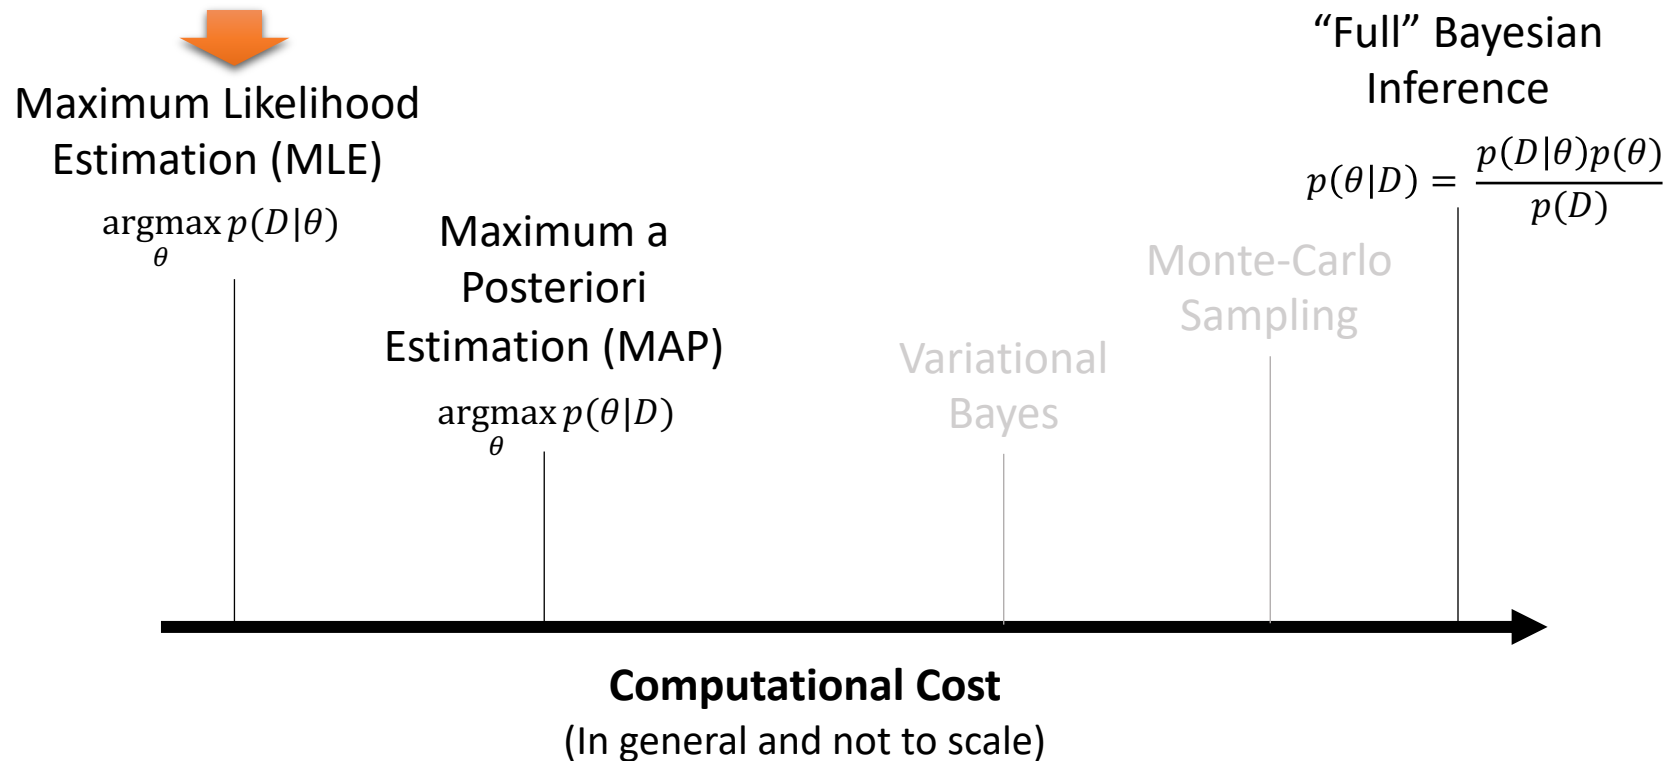 Maximum Likelihood
Estimation (MLE)
argmax p(D|θ)
θ
Maximum a
Posteriori
Estimation (MAP)
argmax p(θ|D)
θ
Variational
Bayes
Monte-Carlo
Sampling
“Full” Bayesian
Inference
p(θ|D) = p(D|θ)p(θ)
p(D)
Computational Cost
(In general and not to scale)